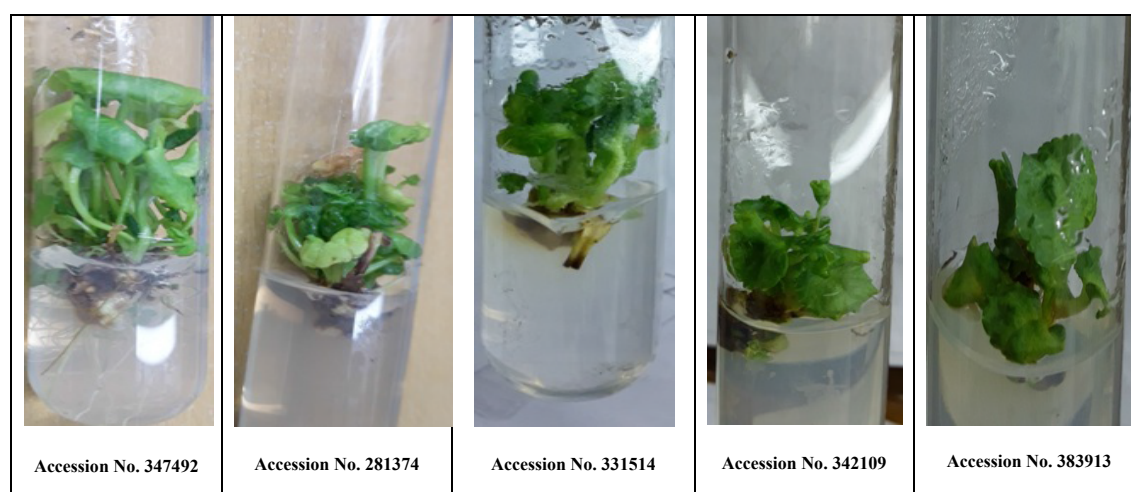 Accession No. 347492
Accession No. 281374
Accession No. 331514
Accession No. 342109
Accession No. 383913